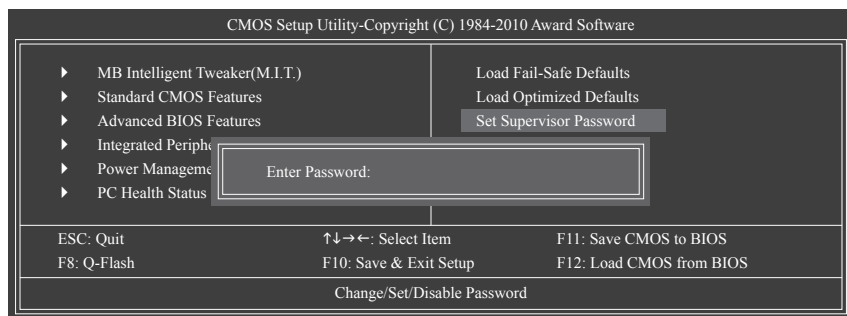 CMOS Setup Utility-Copyright (C) 1984-2010 Award Software
MB Intelligent Tweaker(M.I.T.)
Standard CMOS Features
Advanced BIOS Features
Integrated Periphe
Power Manageme
PC Health Status
Load Fail-Safe Defaults
Load Optimized Defaults
Set Supervisor Password
Enter Password:
ESC: Quit
↑↓→←: Select Item
F11: Save CMOS to BIOS
F8: Q-Flash
F10: Save & Exit Setup
F12: Load CMOS from BIOS
Change/Set/Disable Password